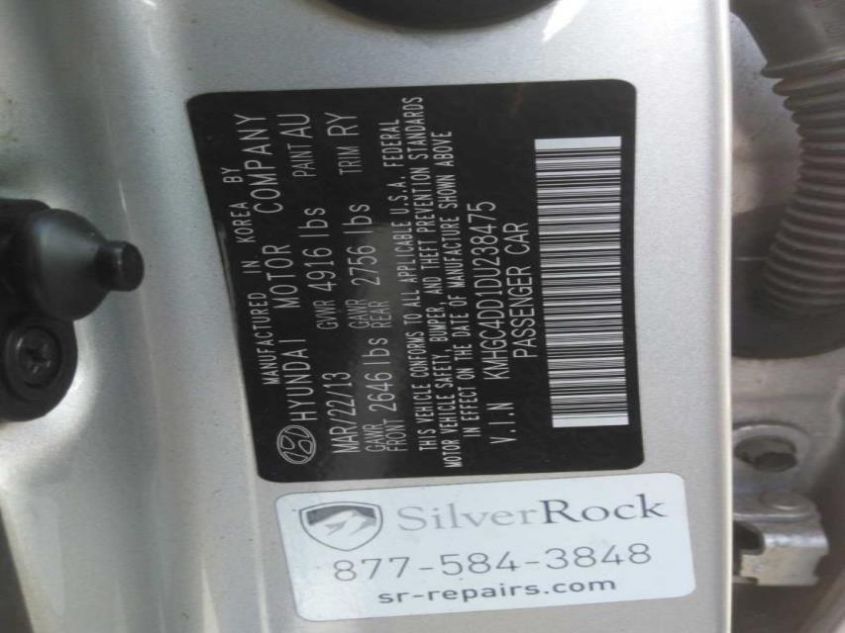 MANUFACTURED IN KOREA BY
HYUNDAI MOTOR COMPANY
MAR/22/13 GVWR 4916 lbs PAINT AU
GAWR FRONT 2646 lbs GAWR REAR 2756 lbs TRIM RY
THIS VEHICLE CONFORMS TO ALL APPLICABLE U.S.A. FEDERAL
MOTOR VEHICLE SAFETY, BUMPER, AND THEFT PREVENTION STANDARDS
IN EFFECT ON THE DATE OF MANUFACTURE SHOWN ABOVE
V.I.N KMHGC4DD1DU238475
PASSENGER CAR
SilverRock
877-584-3848
sr-repairs.com